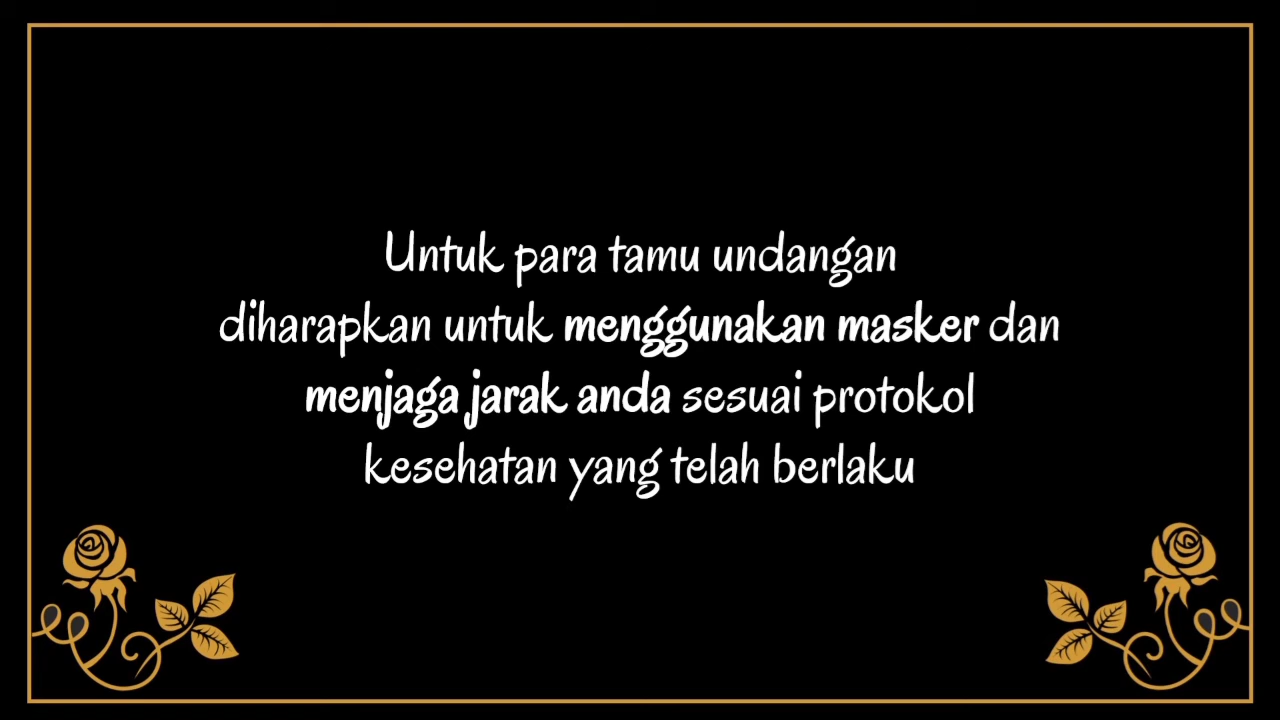 Untuk para tamu undangan
diharapkan untuk menggunakan masker dan
menjaga jarak anda sesuai protokol
kesehatan yang telah berlaku